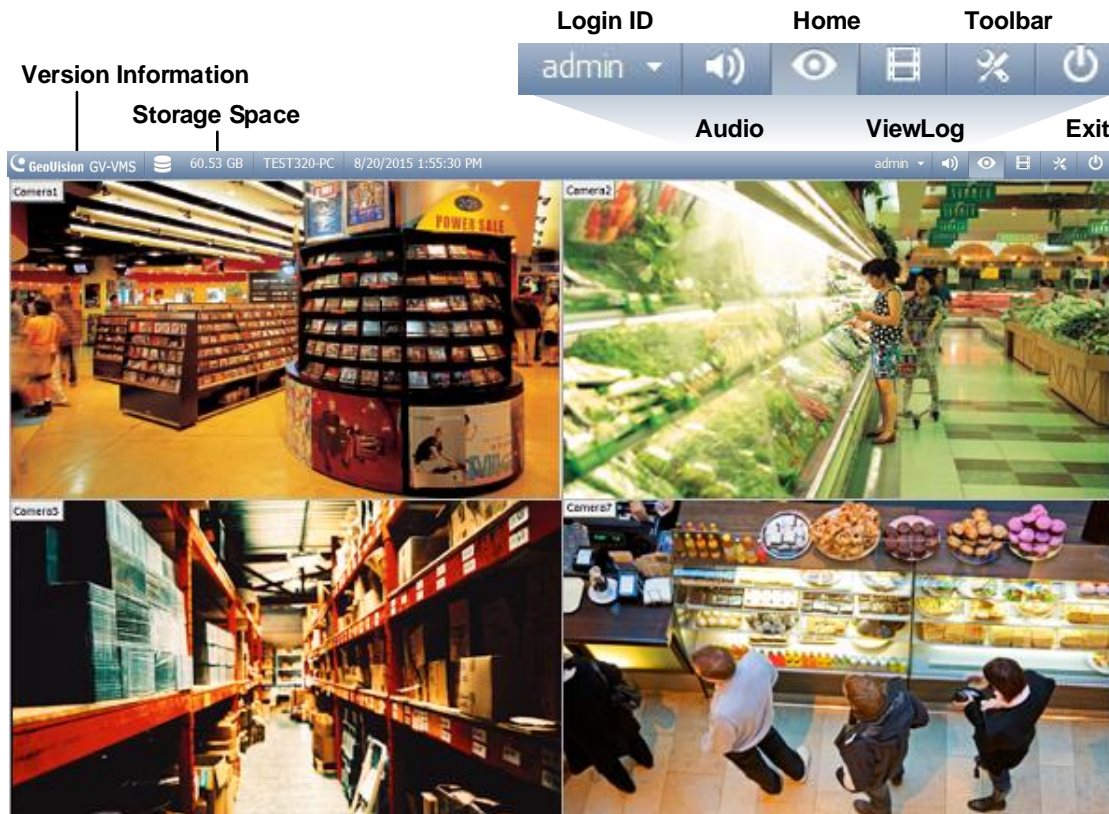 Login ID Home Toolbar
admin
Version Information
Storage Space
Audio ViewLog Exit
GeoVision GV-VMS 60.53 GB TEST320-PC 8/20/2015 1:55:30 PM admin
Camera1
Camera2
POWER SALE
Camera3
Camera7